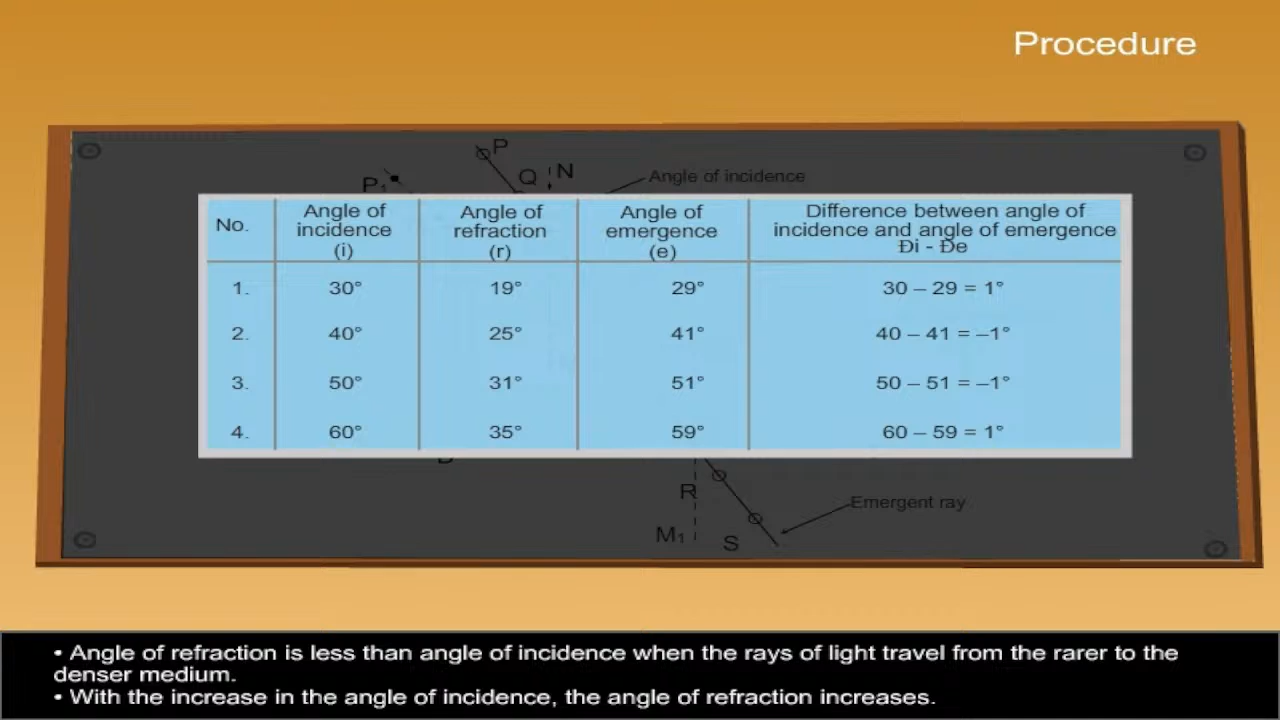 Procedure
P
Q N
Angle of incidence
P₁
No. Angle of incidence (i) Angle of refraction (r) Angle of emergence (e) Difference between angle of incidence and angle of emergence Ði - Ðe
1. 30° 19° 29° 30 – 29 = 1°
2. 40° 25° 41° 40 – 41 = –1°
3. 50° 31° 51° 50 – 51 = –1°
4. 60° 35° 59° 60 – 59 = 1°
R
Emergent ray
M₁ S
• Angle of refraction is less than angle of incidence when the rays of light travel from the rarer to the
denser medium.
• With the increase in the angle of incidence, the angle of refraction increases.